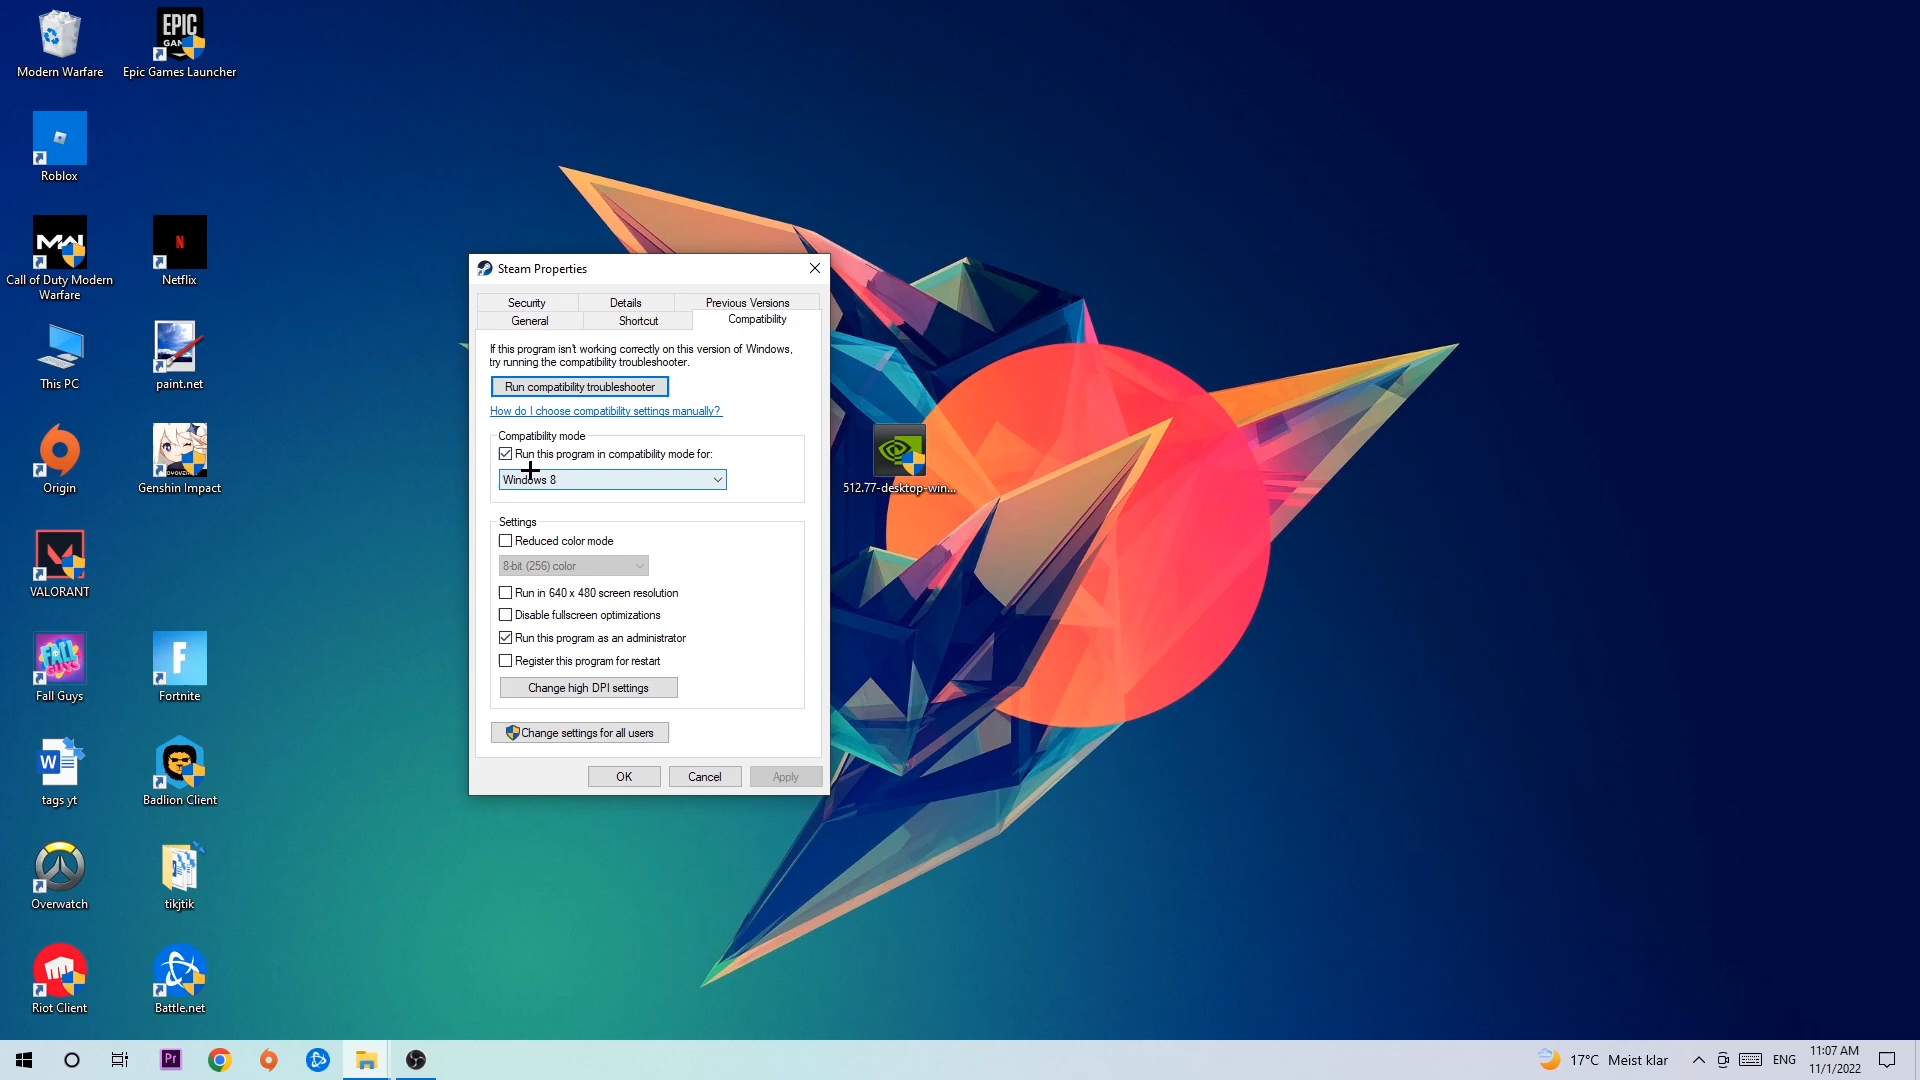 Modern Warfare
EPIC
GAMES
Epic Games Launcher
Roblox
MW
Call of Duty Modern
Warfare
N
Netflix
This PC
paint.net
Origin
Genshin Impact
VALORANT
FALL
GUYS
Fall Guys
F
Fortnite
W
tags yt
Badlion Client
Overwatch
tikjtik
Riot Client
Battle.net
Steam Properties
Security
Details
Previous Versions
General
Shortcut
Compatibility
If this program isn't working correctly on this version of Windows,
try running the compatibility troubleshooter.
Run compatibility troubleshooter
How do I choose compatibility settings manually?
Compatibility mode
Run this program in compatibility mode for:
Windows 8
Settings
Reduced color mode
8-bit (256) color
Run in 640 x 480 screen resolution
Disable fullscreen optimizations
Run this program as an administrator
Register this program for restart
Change high DPI settings
Change settings for all users
OK
Cancel
Apply
512.77-desktop-win...
Pr
17°C Meist klar
ENG
11:07 AM
11/1/2022